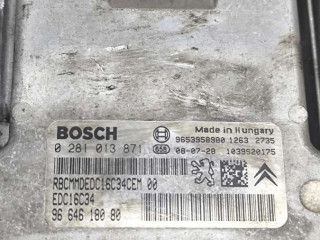 BOSCH
Made in Hungary
9653958980 1263 2735
0 281 013 871 658 08-07-28 1039S20175
RBCMMDEDC16C34CEM 00
EDC16C34
96 646 180 80